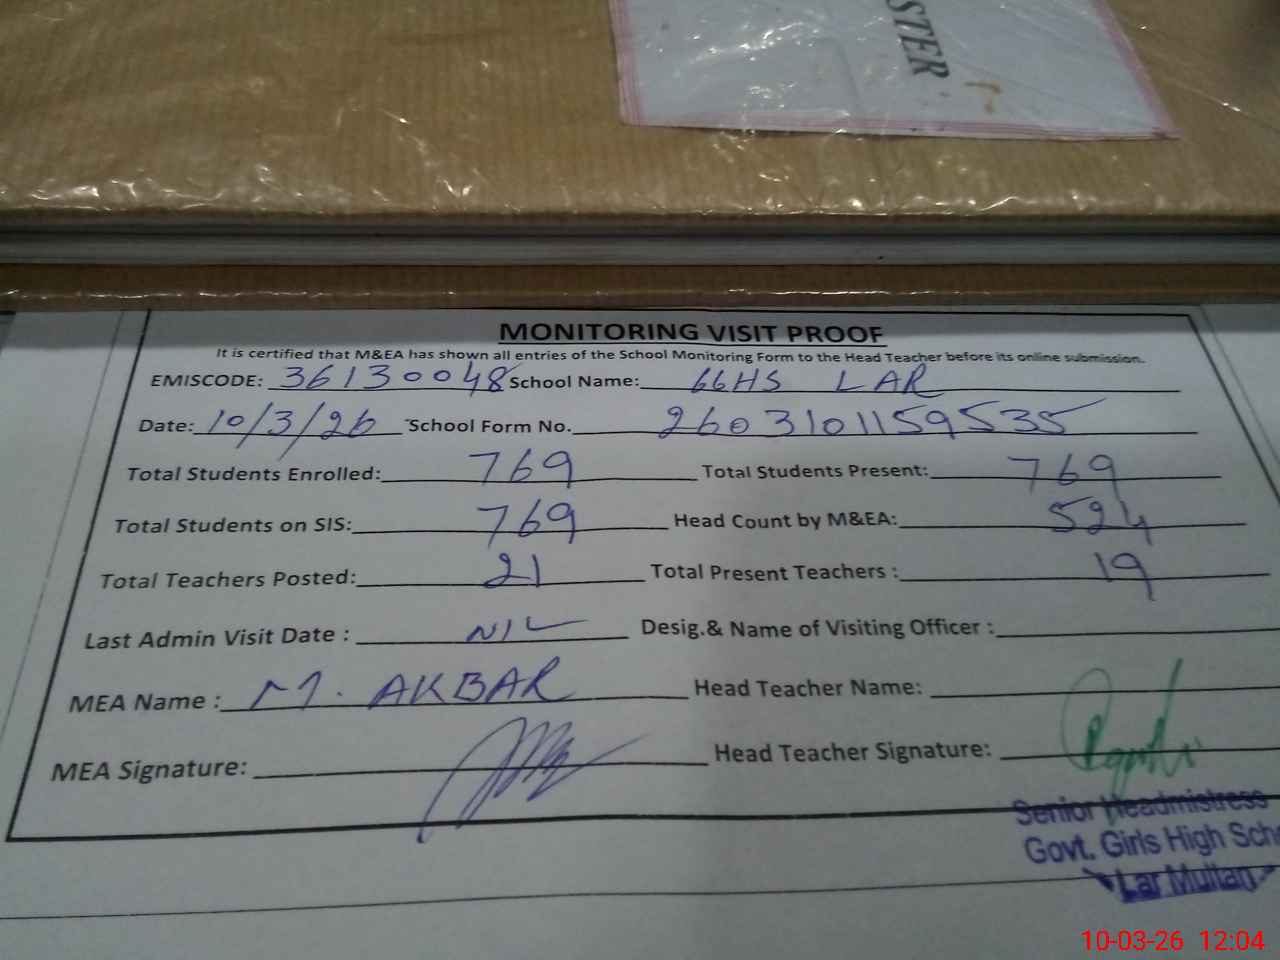 STER
MONITORING VISIT PROOF
It is certified that M&EA has shown all entries of the School Monitoring Form to the Head Teacher before its online submission.
EMISCODE: 36130048 School Name: GGHS LAR
Date: 10/3/26 School Form No. 2603101159535
Total Students Enrolled: 769 Total Students Present: 769
Total Students on SIS: 769 Head Count by M&EA: 524
Total Teachers Posted: 21 Total Present Teachers : 19
Last Admin Visit Date : NIL Desig.& Name of Visiting Officer :
MEA Name : M. AKBAR Head Teacher Name:
MEA Signature: Head Teacher Signature:
Senior Headmistress
Govt. Girls High Scho
Lar Multan
10-03-26 12:04